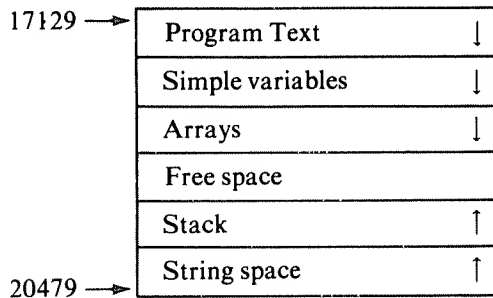 17129 → Program Text ↓
Simple variables ↓
Arrays ↓
Free space
Stack ↑
20479 → String space ↑